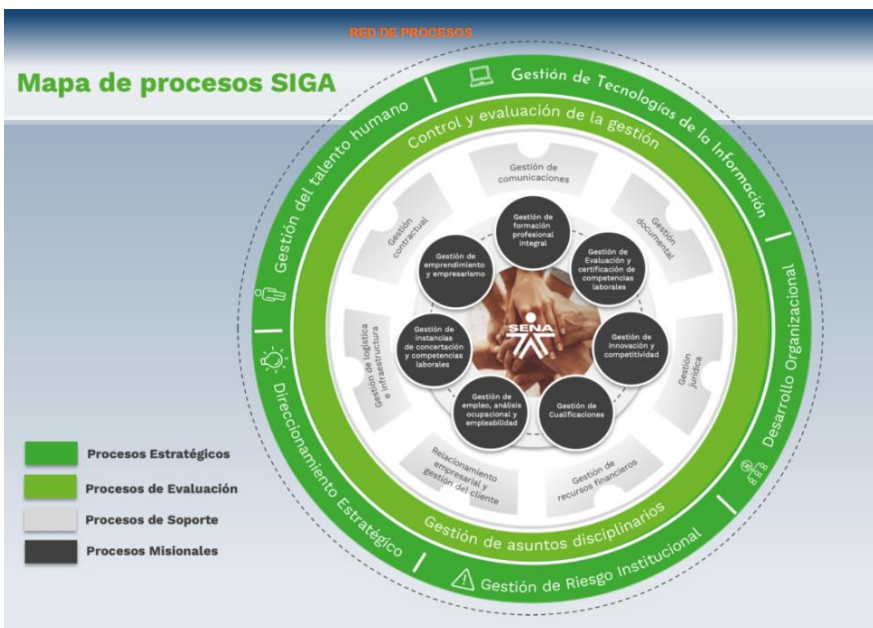 RED DE PROCESOS
Mapa de procesos SIGA
Gestión de Tecnologías de la Información
Gestión del talento humano
Control y evaluación de la gestión
Gestión de
comunicaciones
Gestión
contractual
Gestión
documental
Gestión de
formación
profesional
integral
Gestión de
emprendimiento
y empresarismo
Gestión de
Evaluación y
certificación de
competencias
laborales
SENA
Gestión de
instancias
de concertación
y competencias
laborales
Gestión de
innovación y
competitividad
Gestión de logística
e infraestructura
Gestión
jurídica
Gestión de
empleo, análisis
ocupacional y
empleabilidad
Gestión de
Cualificaciones
Desarrollo Organizacional
Direccionamiento Estratégico
Relacionamiento
empresarial y
gestión del cliente
Gestión de
recursos financieros
Gestión de asuntos disciplinarios
Gestión de Riesgo Institucional
Procesos Estratégicos
Procesos de Evaluación
Procesos de Soporte
Procesos Misionales